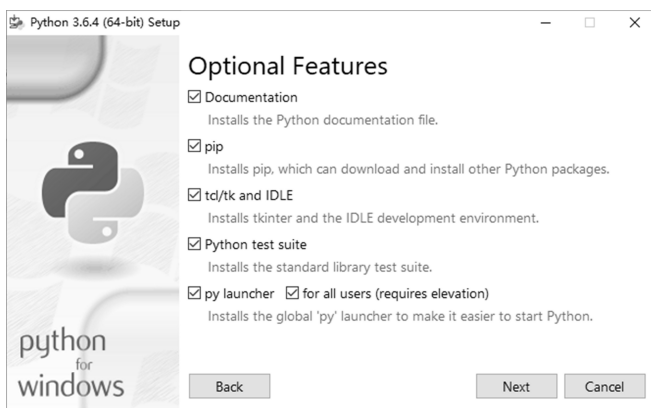 Python 3.6.4 (64-bit) Setup
Optional Features
Documentation
Installs the Python documentation file.
pip
Installs pip, which can download and install other Python packages.
tcl/tk and IDLE
Installs tkinter and the IDLE development environment.
Python test suite
Installs the standard library test suite.
py launcher for all users (requires elevation)
Installs the global 'py' launcher to make it easier to start Python.
python
for
windows
Back Next Cancel